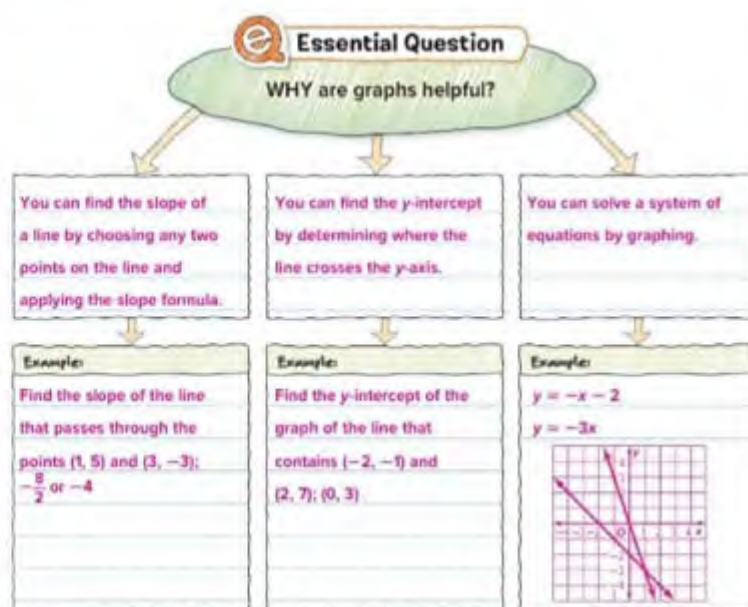 Essential Question
WHY are graphs helpful?
You can find the slope of
a line by choosing any two
points on the line and
applying the slope formula.
You can find the y-intercept
by determining where the
line crosses the y-axis.
You can solve a system of
equations by graphing.
Example:
Find the slope of the line
that passes through the
points (1, 5) and (3, −3);
−8/2 or −4
Example:
Find the y-intercept of the
graph of the line that
contains (−2, −1) and
(2, 7); (0, 3)
Example:
y = −x − 2
y = −3x
y
O
x